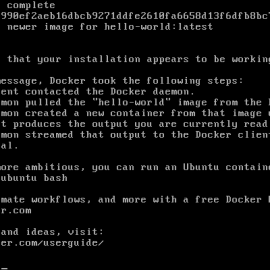 complete
990ef2aeb16dbcb9271ddfe2610fa6658d13f6dfb8bc
newer image for hello-world:latest
that your installation appears to be
essage, Docker took the following steps:
ent contacted the Docker daemon.
mon pulled the "hello-world" image from the
mon created a new container from that image
t produces the output you are currently read
mon streamed that output to the Docker clien
al.
ore ambitious, you can run an Ubuntu contain
ubuntu bash
mate workflows, and more with a free Docker
r.com
and ideas, visit:
er.com/userguide/